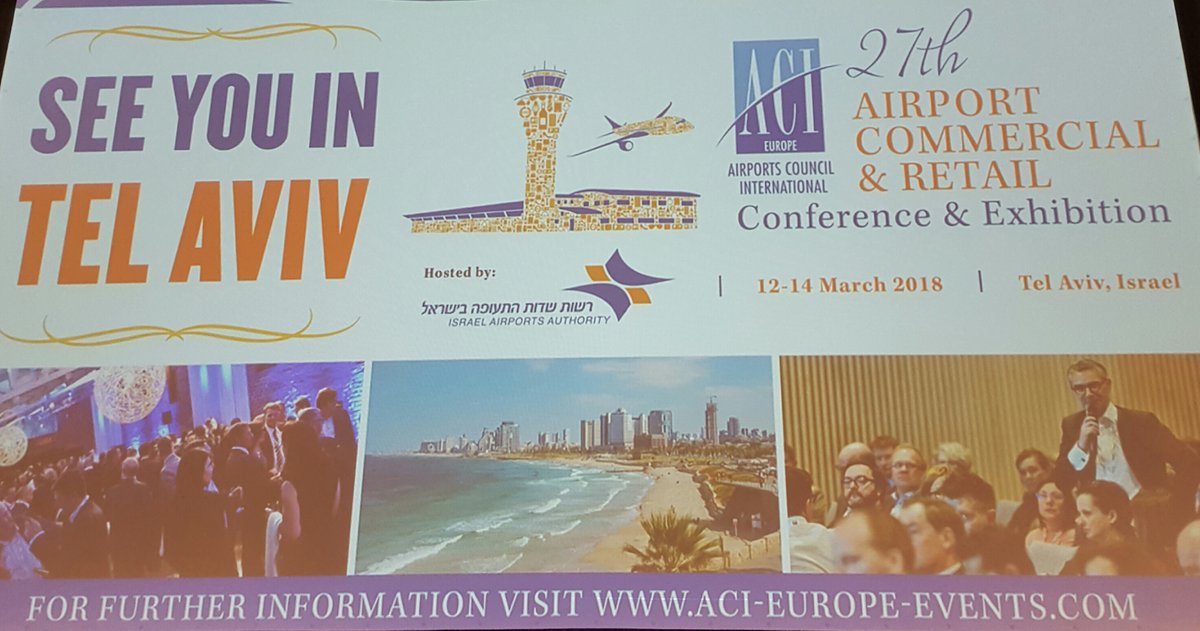 SEE YOU IN
TEL AVIV
ACI
EUROPE
AIRPORTS COUNCIL
INTERNATIONAL
27th
AIRPORT
COMMERCIAL
& RETAIL
Conference & Exhibition
Hosted by:
רשות שדות התעופה בישראל
ISRAEL AIRPORTS AUTHORITY
12-14 March 2018
Tel Aviv, Israel
FOR FURTHER INFORMATION VISIT WWW.ACI-EUROPE-EVENTS.COM